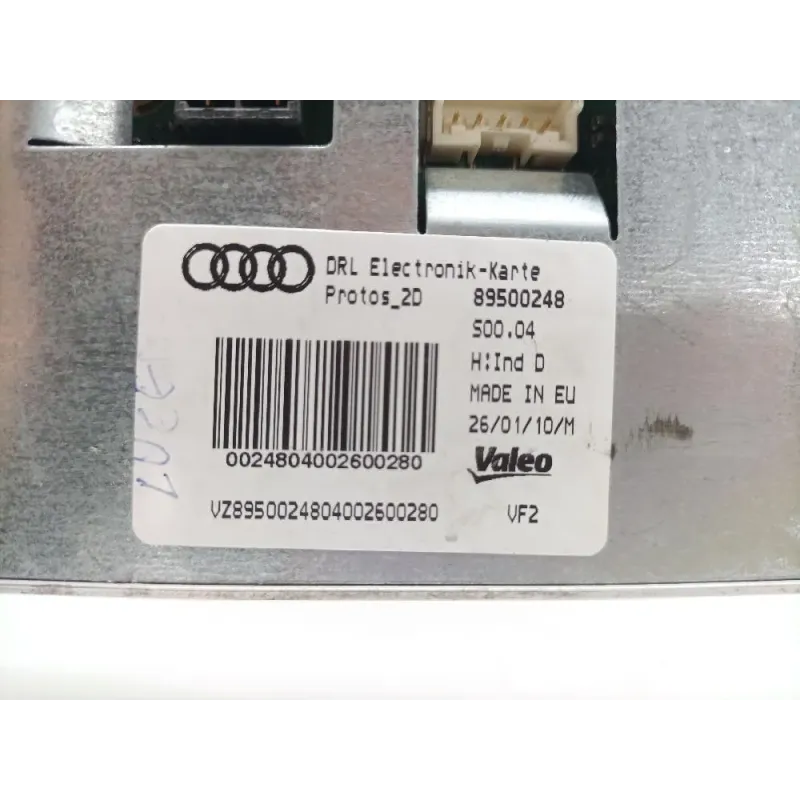 DRL Electronik-Karte
Protos_2D 89500248
S00.04
H:Ind D
MADE IN EU
26/01/10/M
0024804002600280
Valeo
VZ8950024804002600280 VF2